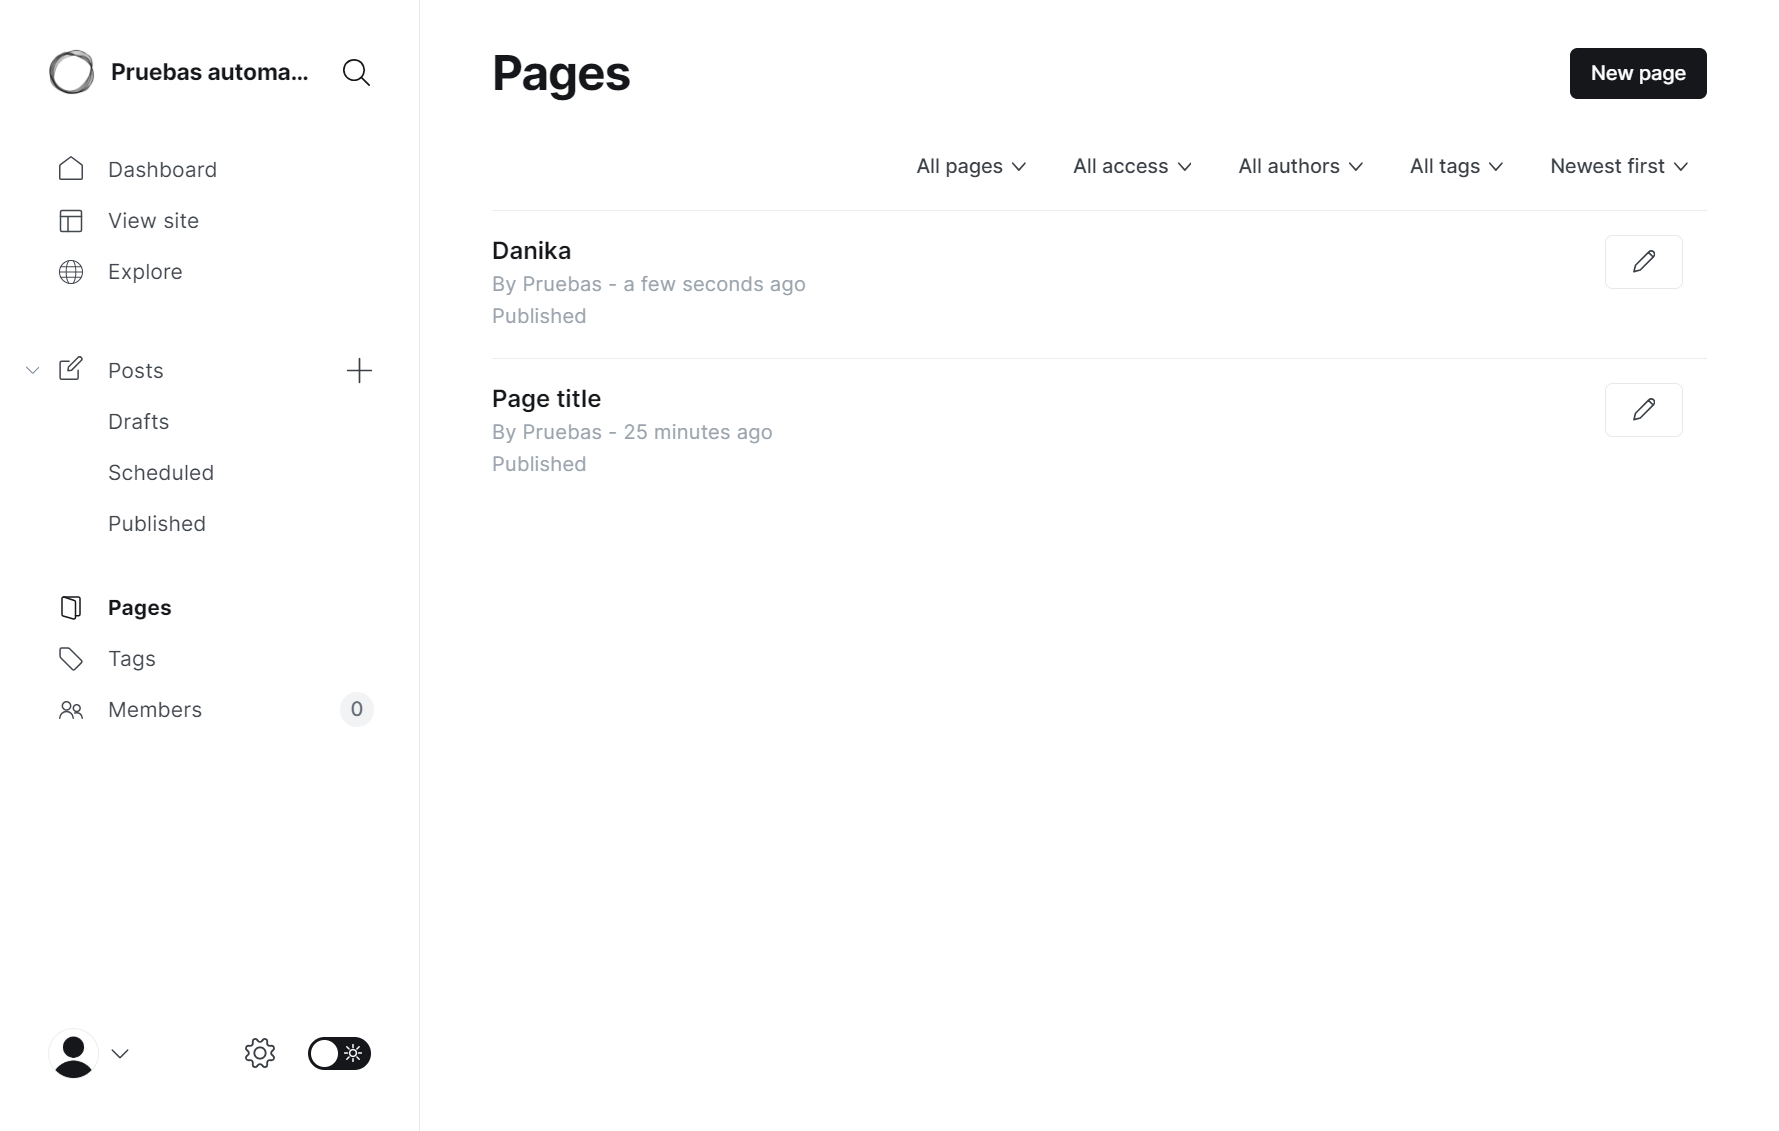 Pruebas automa...
Dashboard
View site
Explore
Posts
Drafts
Scheduled
Published
Pages
Tags
Members 0
Pages
New page
All pages All access All authors All tags Newest first
Danika
By Pruebas - a few seconds ago
Published
Page title
By Pruebas - 25 minutes ago
Published